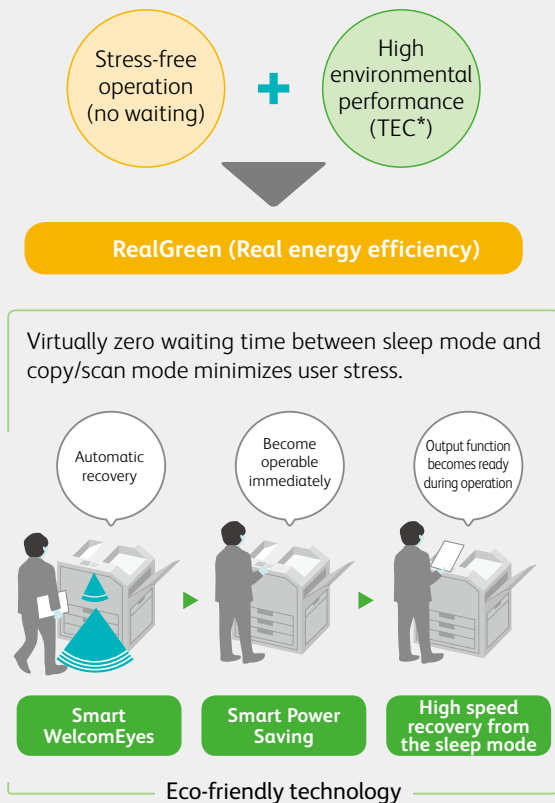 Stress-free
operation
(no waiting)
+
High
environmental
performance
(TEC*)
RealGreen (Real energy efficiency)
Virtually zero waiting time between sleep mode and
copy/scan mode minimizes user stress.
Automatic
recovery
Become
operable
immediately
Output function
becomes ready
during operation
Smart
WelcomEyes
Smart Power
Saving
High speed
recovery from
the sleep mode
Eco-friendly technology